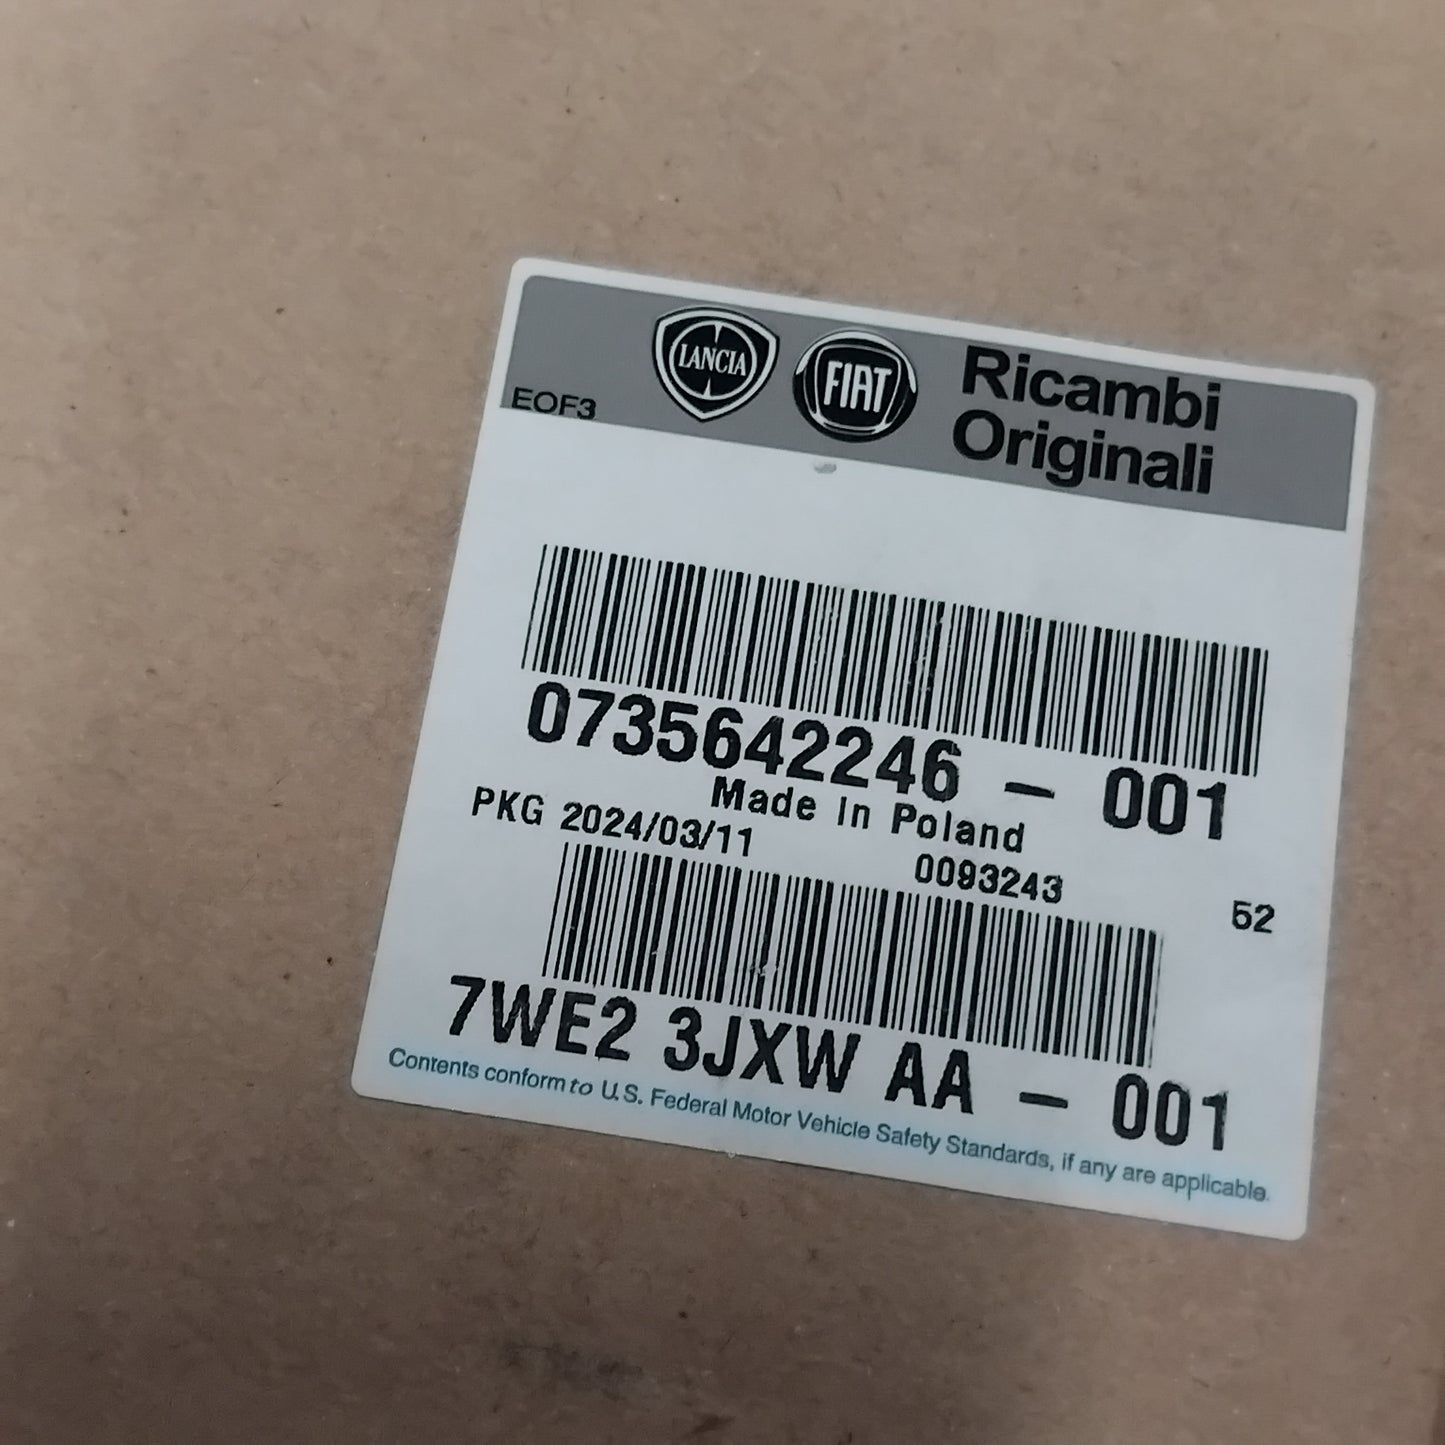 LANCIA
FIAT
Ricambi
Originali
EOF3
0735642246 - 001
Made in Poland
PKG 2024/03/11
0093243
52
7WE2 3JXW AA - 001
Contents conform to U.S. Federal Motor Vehicle Safety Standards, if any are applicable.